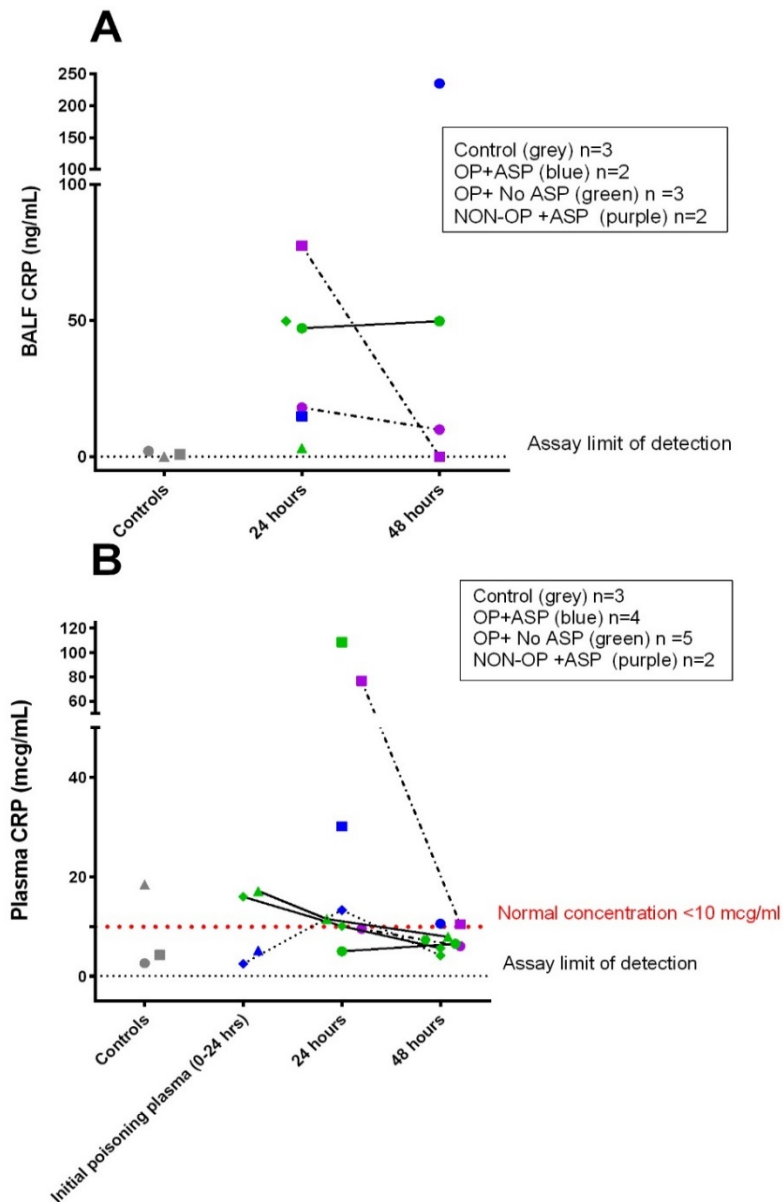 A
BALF CRP (ng/mL)
250
200
150
100
100
50
0
Control (grey) n=3
OP+ASP (blue) n=2
OP+ No ASP (green) n =3
NON-OP +ASP (purple) n=2
Assay limit of detection
Controls
24 hours
48 hours
B
Plasma CRP (mcg/mL)
120
100
80
60
40
20
0
Control (grey) n=3
OP+ASP (blue) n=4
OP+ No ASP (green) n =5
NON-OP +ASP (purple) n=2
Normal concentration <10 mcg/ml
Assay limit of detection
Controls
Initial poisoning plasma (0-24 hrs)
24 hours
48 hours